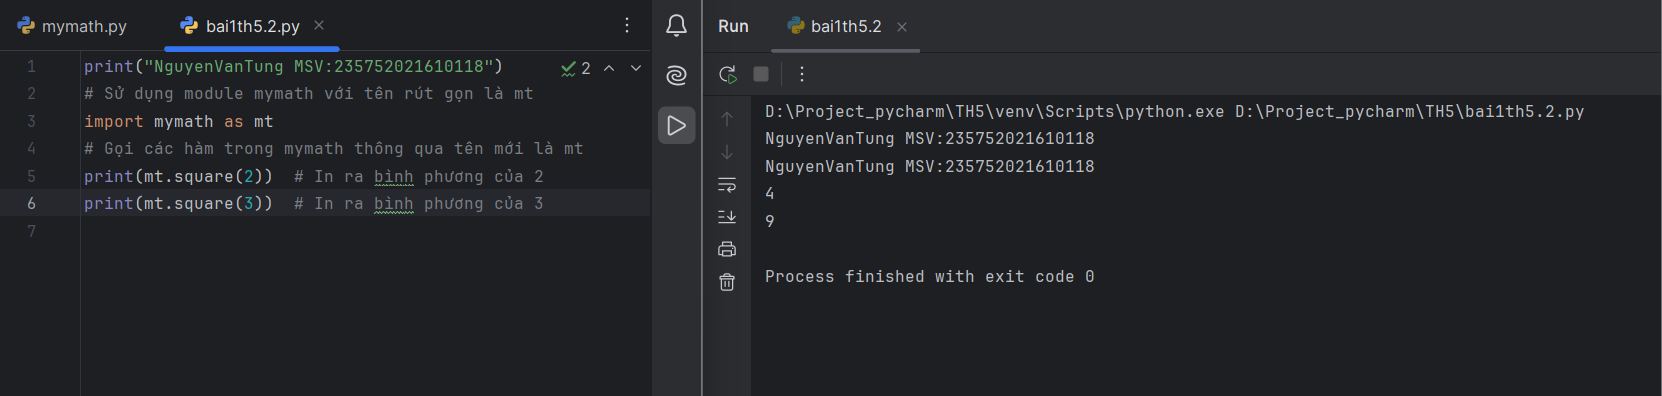 mymath.py
bai1th5.2.py
1 print("NguyenVanTung MSV:235752021610118")
2
2 # Sử dụng module mymath với tên rút gọn là mt
3 import mymath as mt
4 # Gọi các hàm trong mymath thông qua tên mới là mt
5 print(mt.square(2))  # In ra bình phương của 2
6 print(mt.square(3))  # In ra bình phương của 3
7
Run
bai1th5.2
D:\Project_pycharm\TH5\venv\Scripts\python.exe D:\Project_pycharm\TH5\bai1th5.2.py
NguyenVanTung MSV:235752021610118
NguyenVanTung MSV:235752021610118
4
9
Process finished with exit code 0